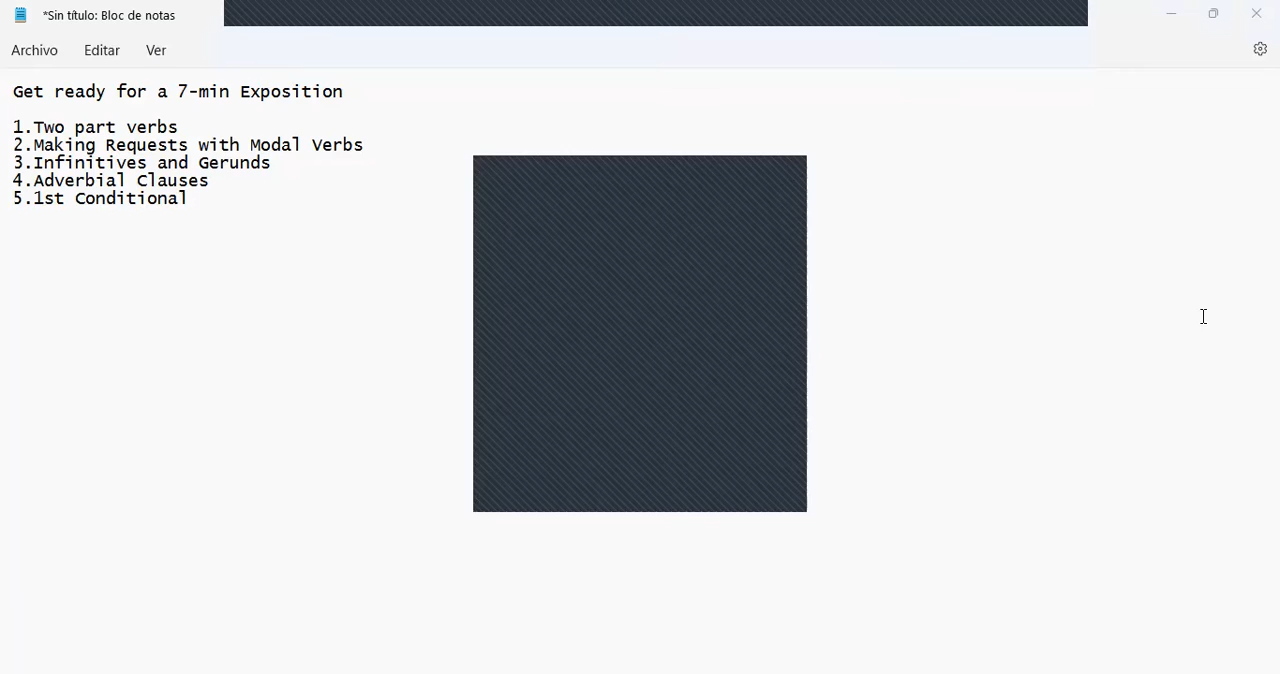 *Sin título: Bloc de notas
Archivo Editar Ver
Get ready for a 7-min Exposition
1.Two part verbs
2.Making Requests with Modal Verbs
3.Infinitives and Gerunds
4.Adverbial Clauses
5.1st Conditional